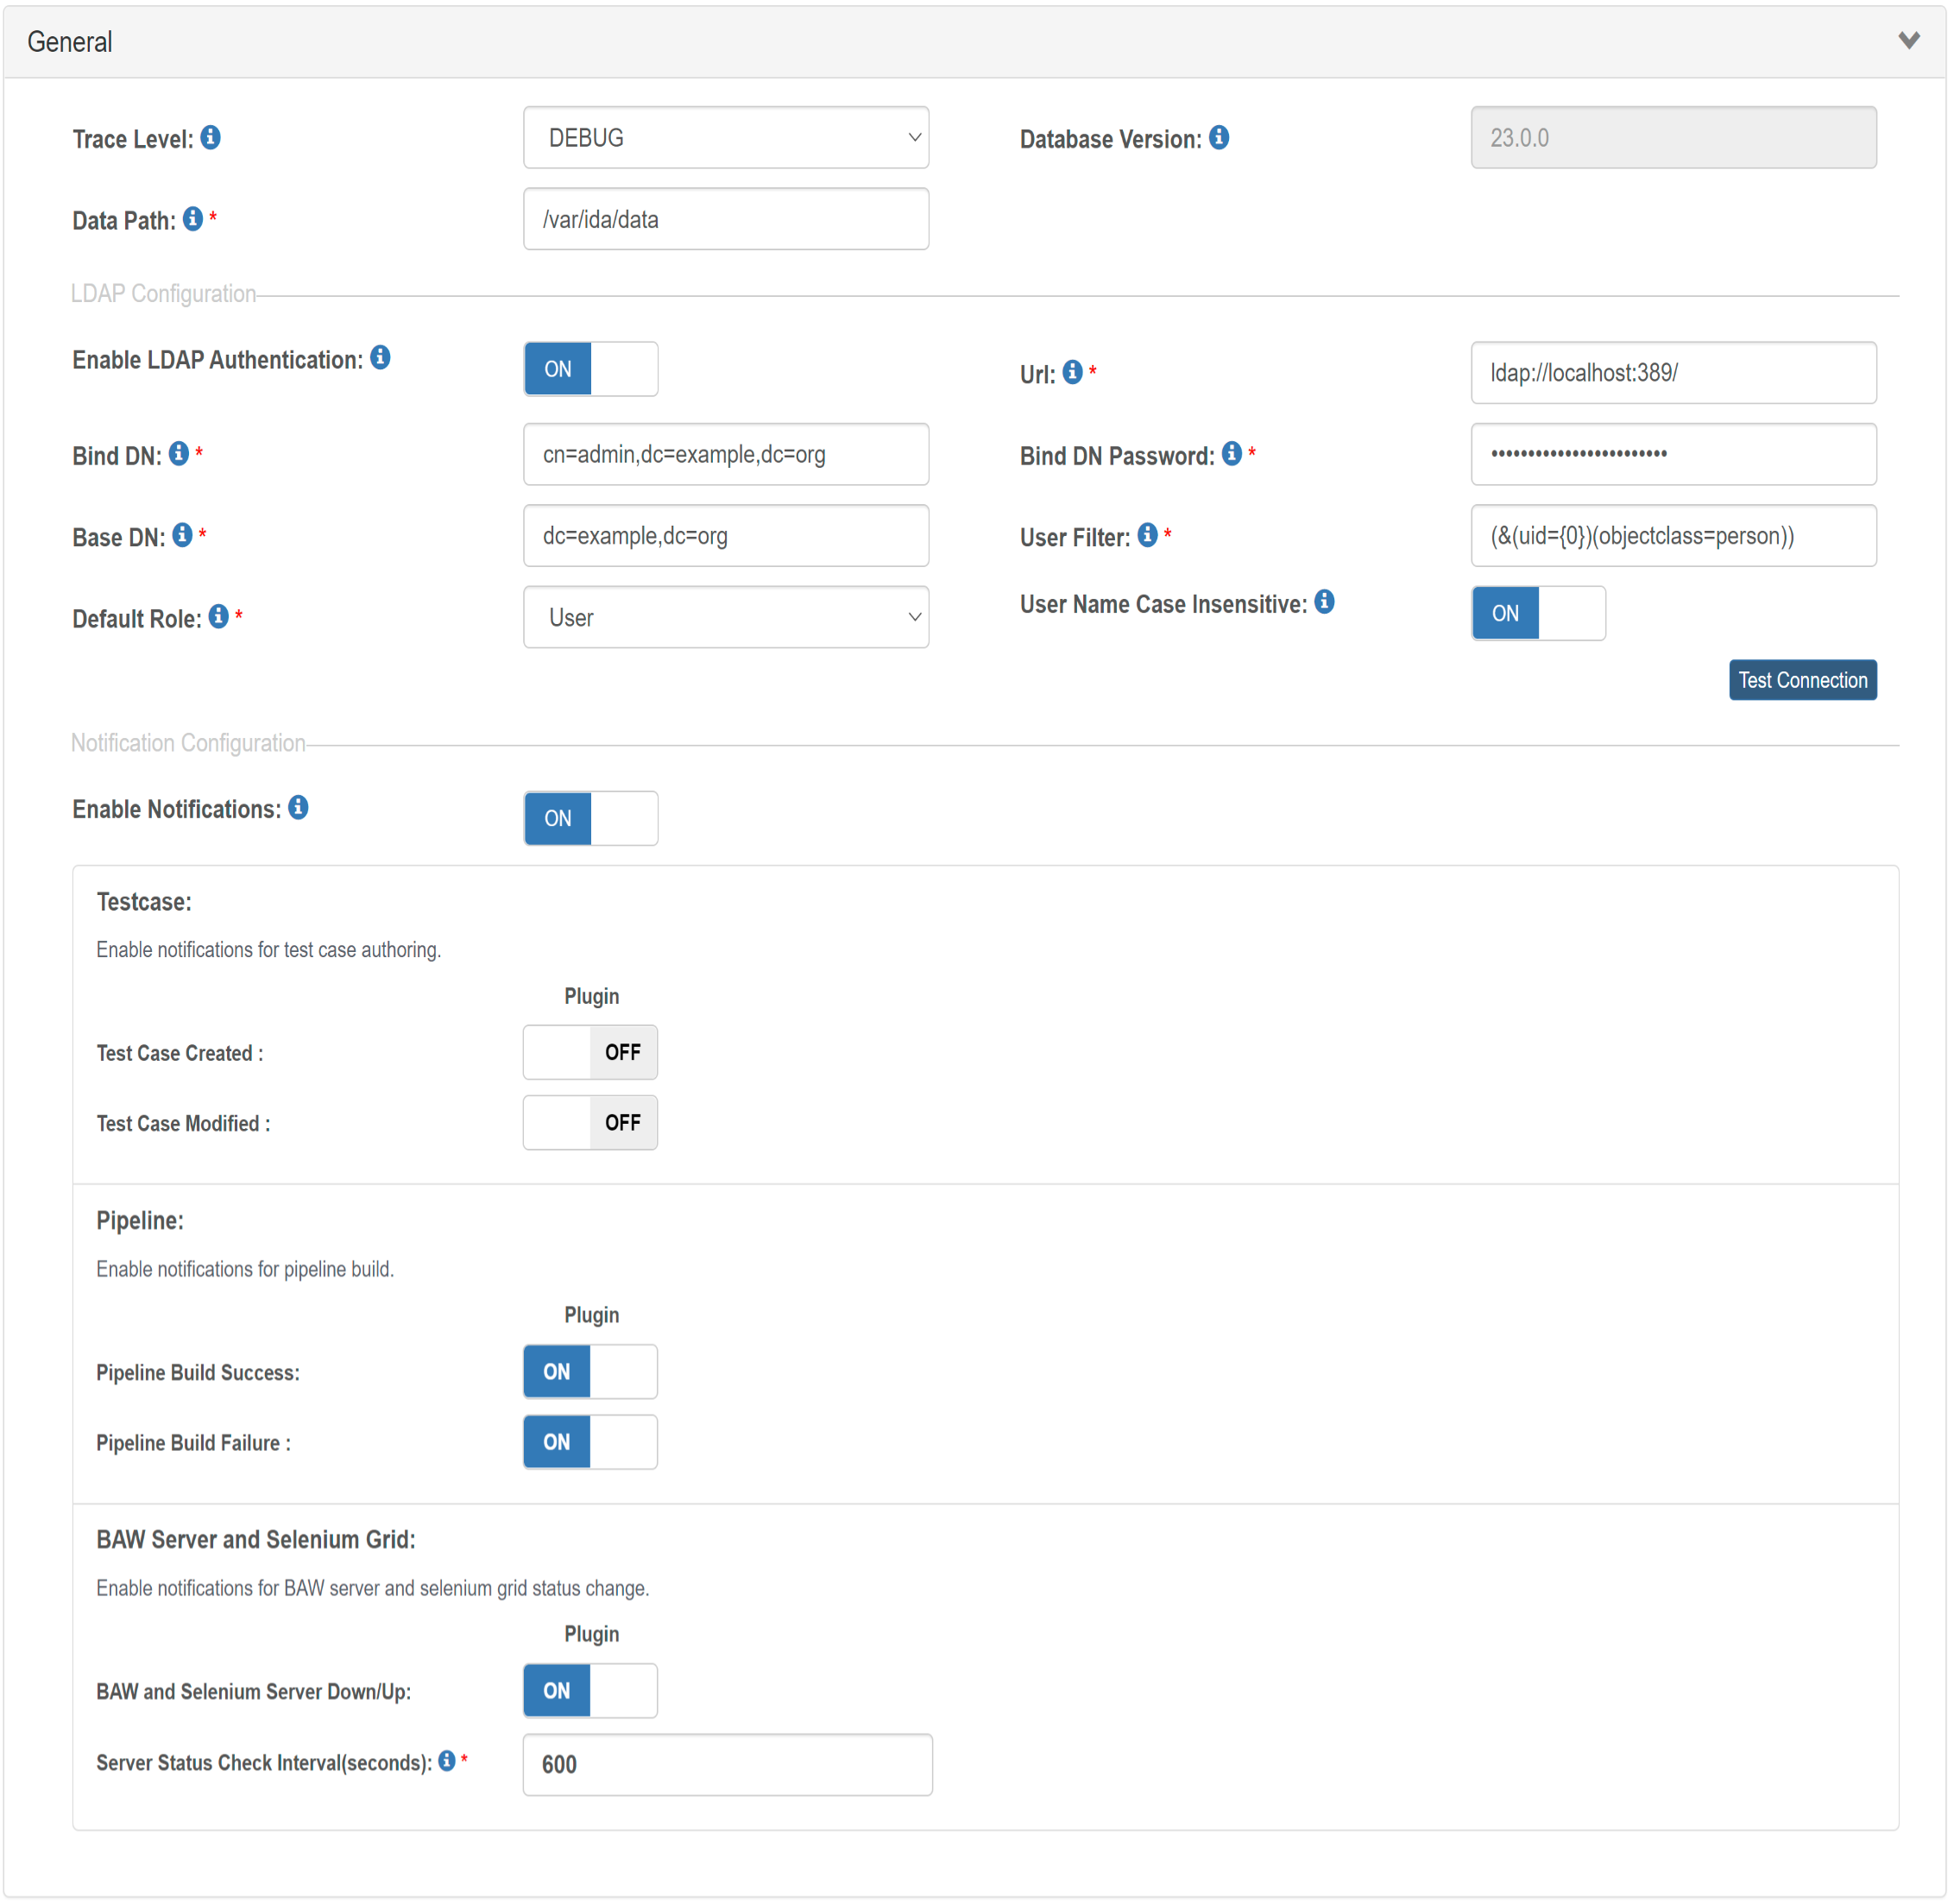 General
Trace Level: DEBUG Database Version: 23.0.0
Data Path: * /var/ida/data
LDAP Configuration
Enable LDAP Authentication: ON Url: * ldap://localhost:389/
Bind DN: * cn=admin,dc=example,dc=org Bind DN Password: * ••••••••••••••••••••••••
Base DN: * dc=example,dc=org User Filter: * (&(uid={0})(objectclass=person))
Default Role: * User User Name Case Insensitive: ON
Test Connection
Notification Configuration
Enable Notifications: ON
Testcase:
Enable notifications for test case authoring.
Plugin
Test Case Created : OFF
Test Case Modified : OFF
Pipeline:
Enable notifications for pipeline build.
Plugin
Pipeline Build Success: ON
Pipeline Build Failure : ON
BAW Server and Selenium Grid:
Enable notifications for BAW server and selenium grid status change.
Plugin
BAW and Selenium Server Down/Up: ON
Server Status Check Interval(seconds): * 600